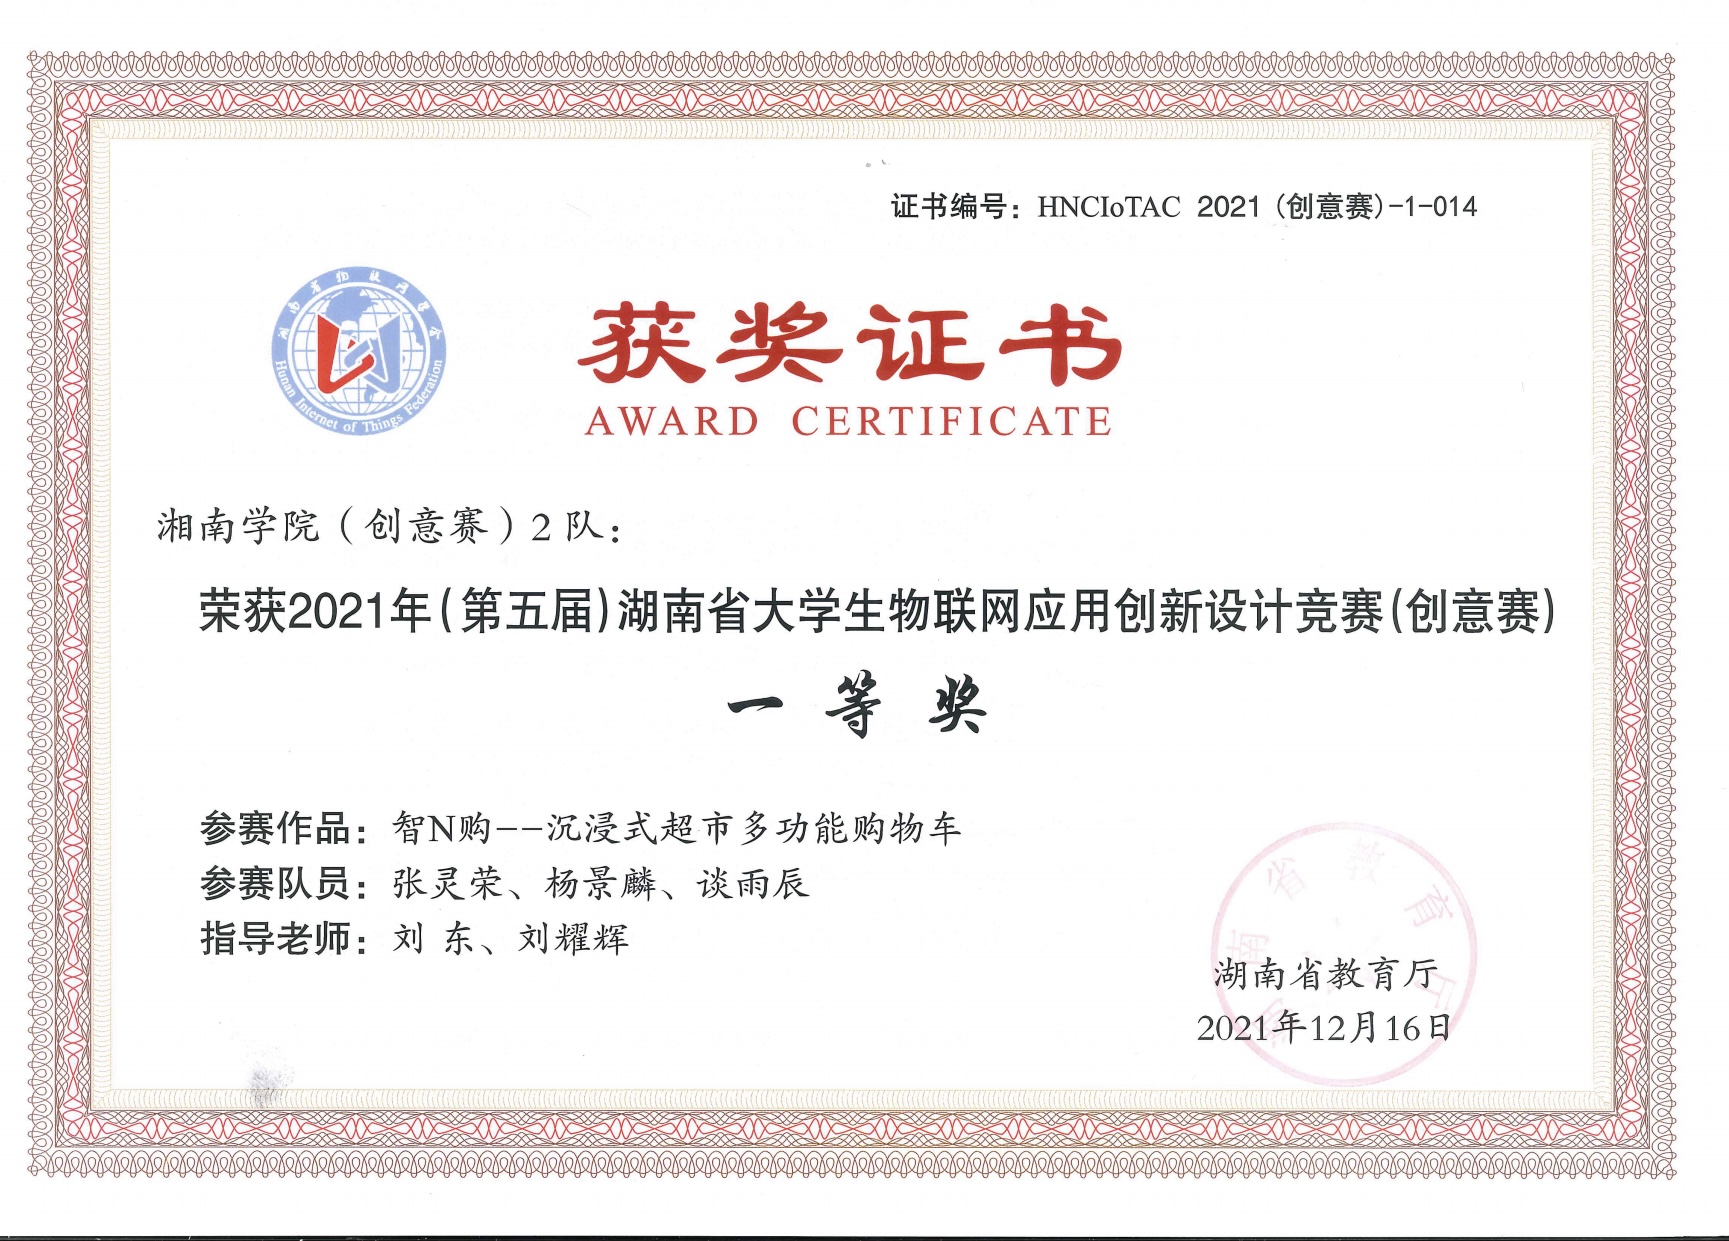 证书编号：HNCIoTAC 2021 (创意赛)-1-014
湖南省物联网联合会
Hunan Internet of Things Federation
获奖证书
AWARD CERTIFICATE
湘南学院（创意赛）2 队：
荣获2021年(第五届)湖南省大学生物联网应用创新设计竞赛(创意赛)
一等奖
参赛作品：智N购--沉浸式超市多功能购物车
参赛队员：张灵荣、杨景麟、谈雨辰
指导老师：刘 东、刘耀辉
湖南省教育厅
湖南省教育厅
2021年12月16日